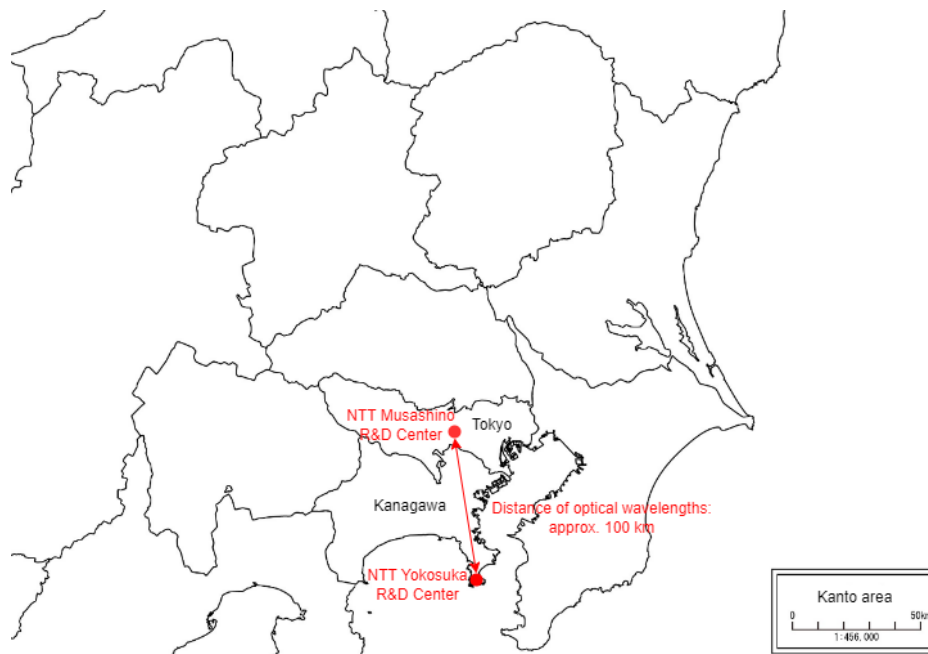 NTT Musashino
R&D Center
Tokyo
Kanagawa
Distance of optical wavelengths:
approx. 100 km
NTT Yokosuka
R&D Center
Kanto area
0 50km
1:456,000